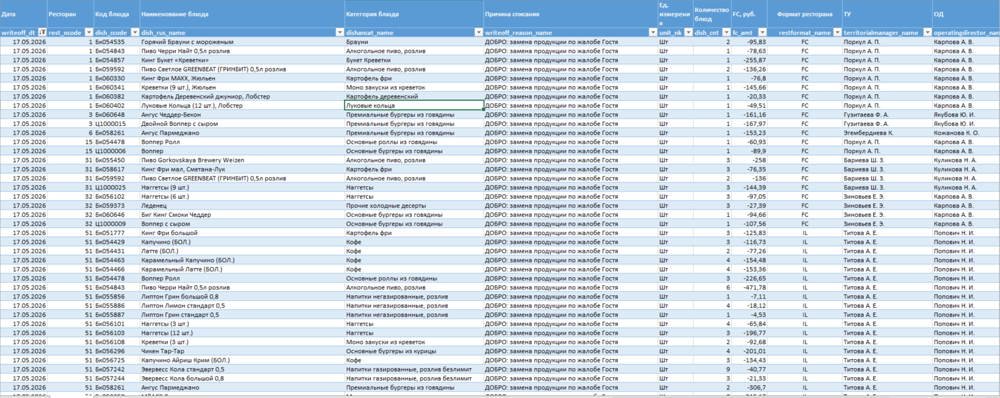 Дата Ресторан Код блюда Наименование блюда Категория блюда Причина списания Ед. измерения Количество блюд FC, руб. Формат ресторана ТУ ОД
writeoff_dt rest_ncode dish_ccode dish_rus_name dishancat_name writeoff_reason_name unit_nk dish_cnt fc_amt restformat_name territorialmanager_name operatingdirector_nan
17.05.2026 1 Бк054535 Горячий Брауни с мороженым Брауни ДОБРО: замена продукции по жалобе Гостя Шт 2 -95,83 FC Поркул А. П. Карпова А. В.
17.05.2026 1 Бк054843 Пиво Черри Найт 0,5л розлив Алкогольное пиво, розлив ДОБРО: замена продукции по жалобе Гостя Шт 1 -78,63 FC Поркул А. П. Карпова А. В.
17.05.2026 1 Бк054857 Кинг Букет «Креветки» Букет Креветки ДОБРО: замена продукции по жалобе Гостя Шт 1 -255,87 FC Поркул А. П. Карпова А. В.
17.05.2026 1 Бк059592 Пиво Светлое GREENBEAT (ГРИНБИТ) 0,5л розлив Алкогольное пиво, розлив ДОБРО: замена продукции по жалобе Гостя Шт 2 -136,26 FC Поркул А. П. Карпова А. В.
17.05.2026 1 Бк060330 Кинг Фри MAXX, Жюльен Картофель фри ДОБРО: замена продукции по жалобе Гостя Шт 1 -76,8 FC Поркул А. П. Карпова А. В.
17.05.2026 1 Бк060341 Креветки (9 шт.), Жюльен Моно закуски из креветок ДОБРО: замена продукции по жалобе Гостя Шт 1 -145,66 FC Поркул А. П. Карпова А. В.
17.05.2026 1 Бк060382 Картофель Деревенский джуниор, Лобстер Картофель деревенский ДОБРО: замена продукции по жалобе Гостя Шт 1 -20,33 FC Поркул А. П. Карпова А. В.
17.05.2026 1 Бк060402 Луковые Кольца (12 шт.), Лобстер Луковые кольца ДОБРО: замена продукции по жалобе Гостя Шт 1 -49,51 FC Поркул А. П. Карпова А. В.
17.05.2026 3 Бк060648 Ангус Чеддер-Бекон Премиальные бургеры из говядины ДОБРО: замена продукции по жалобе Гостя Шт 1 -161,16 FC Гузитаева Ф. А. Якубова Ю. И.
17.05.2026 3 Ц1000015 Двойной Воппер с сыром Премиальные бургеры из говядины ДОБРО: замена продукции по жалобе Гостя Шт 1 -167,97 FC Гузитаева Ф. А. Якубова Ю. И.
17.05.2026 6 Бк058261 Ангус Пармеджано Премиальные бургеры из говядины ДОБРО: замена продукции по жалобе Гостя Шт 1 -153,23 FC Эгембердиева К. Кожанова К. О.
17.05.2026 15 Бк054478 Воппер Ролл Основные роллы из говядины ДОБРО: замена продукции по жалобе Гостя Шт 1 -60,93 FC Поркул А. П. Карпова А. В.
17.05.2026 15 Ц1000006 Воппер Основные бургеры из говядины ДОБРО: замена продукции по жалобе Гостя Шт 1 -89,9 FC Поркул А. П. Карпова А. В.
17.05.2026 31 Бк055450 Пиво Gorkovskaya Brewery Weizen Алкогольное пиво, розлив ДОБРО: замена продукции по жалобе Гостя Шт 3 -258 FC Бариева Ш. З. Куликова Н. А.
17.05.2026 31 Бк058617 Кинг Фри мал, Сметана-Лук Картофель фри ДОБРО: замена продукции по жалобе Гостя Шт 3 -76,35 FC Бариева Ш. З. Куликова Н. А.
17.05.2026 31 Бк059592 Пиво Светлое GREENBEAT (ГРИНБИТ) 0,5л розлив Алкогольное пиво, розлив ДОБРО: замена продукции по жалобе Гостя Шт 2 -136 FC Бариева Ш. З. Куликова Н. А.
17.05.2026 31 Ц1000025 Наггетсы (9 шт.) Наггетсы ДОБРО: замена продукции по жалобе Гостя Шт 3 -144,39 FC Бариева Ш. З. Куликова Н. А.
17.05.2026 32 Бк056102 Наггетсы (6 шт.) Наггетсы ДОБРО: замена продукции по жалобе Гостя Шт 3 -97,05 FC Зиновьев Е. Э. Карпова А. В.
17.05.2026 32 Бк059373 Леденец Прочие холодные десерты ДОБРО: замена продукции по жалобе Гостя Шт 3 -27,39 FC Зиновьев Е. Э. Карпова А. В.
17.05.2026 32 Бк060646 Биг Кинг Смоки Чеддер Основные бургеры из говядины ДОБРО: замена продукции по жалобе Гостя Шт 1 -94,66 FC Зиновьев Е. Э. Карпова А. В.
17.05.2026 32 Ц1000009 Воппер с сыром Основные бургеры из говядины ДОБРО: замена продукции по жалобе Гостя Шт 1 -107,56 FC Зиновьев Е. Э. Карпова А. В.
17.05.2026 51 Бк051777 Кинг Фри большой Картофель фри ДОБРО: замена продукции по жалобе Гостя Шт 3 -125,83 IL Титова А. Е. Попович Н. И.
17.05.2026 51 Бк054429 Капучино (БОЛ.) Кофе ДОБРО: замена продукции по жалобе Гостя Шт 3 -116,73 IL Титова А. Е. Попович Н. И.
17.05.2026 51 Бк054431 Латте (БОЛ.) Кофе ДОБРО: замена продукции по жалобе Гостя Шт 2 -77,26 IL Титова А. Е. Попович Н. И.
17.05.2026 51 Бк054463 Карамельный Капучино (БОЛ.) Кофе ДОБРО: замена продукции по жалобе Гостя Шт 4 -154,48 IL Титова А. Е. Попович Н. И.
17.05.2026 51 Бк054466 Карамельный Латте (БОЛ.) Кофе ДОБРО: замена продукции по жалобе Гостя Шт 4 -153,36 IL Титова А. Е. Попович Н. И.
17.05.2026 51 Бк054478 Воппер Ролл Основные роллы из говядины ДОБРО: замена продукции по жалобе Гостя Шт 3 -226,65 IL Титова А. Е. Попович Н. И.
17.05.2026 51 Бк054843 Пиво Черри Найт 0,5л розлив Алкогольное пиво, розлив ДОБРО: замена продукции по жалобе Гостя Шт 6 -471,78 IL Титова А. Е. Попович Н. И.
17.05.2026 51 Бк055856 Липтон Грин большой 0,8 Напитки негазированные, розлив ДОБРО: замена продукции по жалобе Гостя Шт 1 -7,11 IL Титова А. Е. Попович Н. И.
17.05.2026 51 Бк055886 Липтон Лимон стандарт 0,5 Напитки негазированные, розлив ДОБРО: замена продукции по жалобе Гостя Шт 4 -18,12 IL Титова А. Е. Попович Н. И.
17.05.2026 51 Бк055887 Липтон Грин стандарт 0,5 Напитки негазированные, розлив ДОБРО: замена продукции по жалобе Гостя Шт 1 -4,53 IL Титова А. Е. Попович Н. И.
17.05.2026 51 Бк056101 Наггетсы (3 шт.) Наггетсы ДОБРО: замена продукции по жалобе Гостя Шт 4 -65,84 IL Титова А. Е. Попович Н. И.
17.05.2026 51 Бк056103 Наггетсы (12 шт.) Наггетсы ДОБРО: замена продукции по жалобе Гостя Шт 3 -196,77 IL Титова А. Е. Попович Н. И.
17.05.2026 51 Бк056108 Креветки (3 шт.) Моно закуски из креветок ДОБРО: замена продукции по жалобе Гостя Шт 2 -92,68 IL Титова А. Е. Попович Н. И.
17.05.2026 51 Бк056296 Чикен Тар-Тар Основные бургеры из курицы ДОБРО: замена продукции по жалобе Гостя Шт 4 -201,01 IL Титова А. Е. Попович Н. И.
17.05.2026 51 Бк056725 Капучино Айриш Крим (БОЛ.) Кофе ДОБРО: замена продукции по жалобе Гостя Шт 3 -134,43 IL Титова А. Е. Попович Н. И.
17.05.2026 51 Бк057242 Эвервесс Кола стандарт 0,5 Напитки газированные, розлив безлимит ДОБРО: замена продукции по жалобе Гостя Шт 9 -40,77 IL Титова А. Е. Попович Н. И.
17.05.2026 51 Бк057244 Эвервесс Кола большой 0,8 Напитки газированные, розлив безлимит ДОБРО: замена продукции по жалобе Гостя Шт 3 -21,33 IL Титова А. Е. Попович Н. И.
17.05.2026 51 Бк058261 Ангус Пармеджано Премиальные бургеры из говядины ДОБРО: замена продукции по жалобе Гостя Шт 2 -306,7 IL Титова А. Е. Попович Н. И.